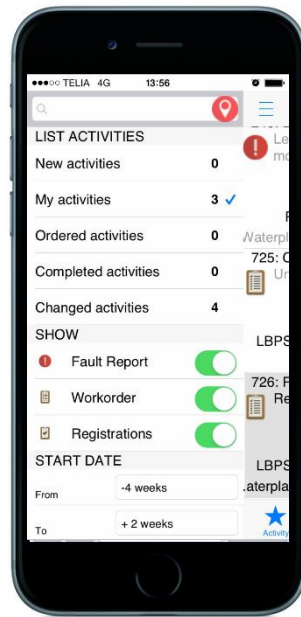 TELIA 4G 13:56
LIST ACTIVITIES
New activities 0
My activities 3
Ordered activities 0
Completed activities 0
Changed activities 4
SHOW
Fault Report
Workorder
Registrations
START DATE
From -4 weeks
To + 2 weeks
Le
mo
Waterpl
725: C
Un
LBPS
726: F
Re
LBPS
aterpla
Activity